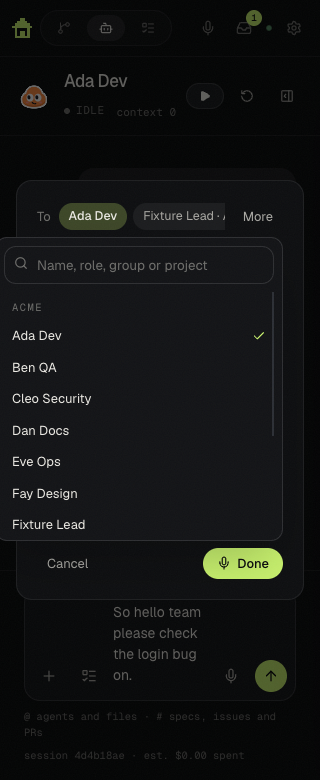 1
Ada Dev
IDLE context 0
To Ada Dev Fixture Lead · More
Name, role, group or project
ACME
Ada Dev
Ben QA
Cleo Security
Dan Docs
Eve Ops
Fay Design
Fixture Lead
Cancel Done
So hello team
please check
the login bug
on.
@ agents and files · # specs, issues and
PRs
session 4d4b18ae · est. $0.00 spent